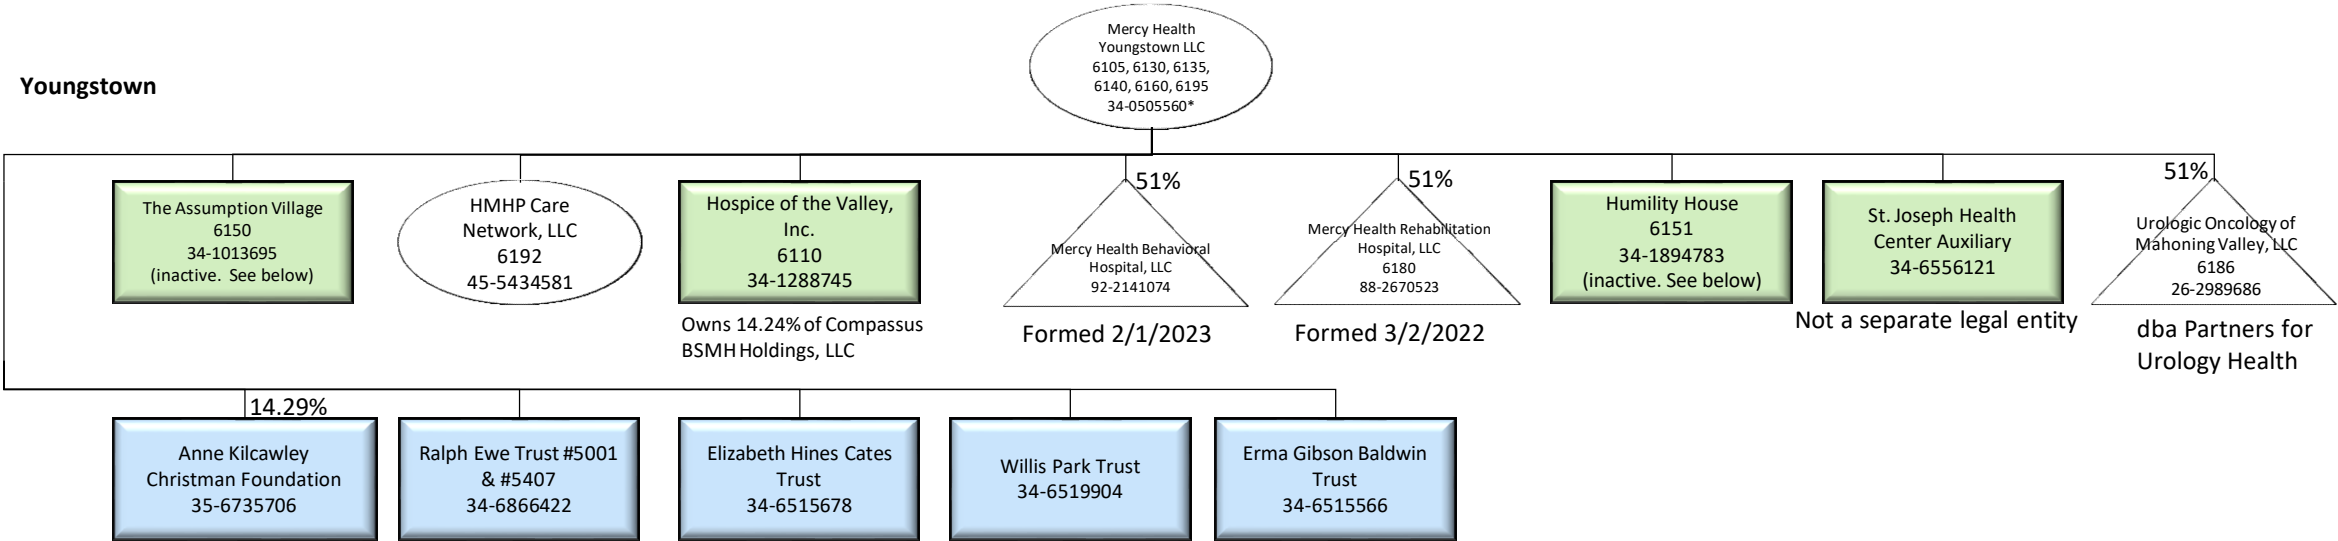 Mercy Health
Youngstown LLC
6105, 6130, 6135,
6140, 6160, 6195
34-0505560*
Youngstown
The Assumption Village
6150
34-1013695
(inactive. See below)
HMHP Care
Network, LLC
6192
45-5434581
Hospice of the Valley,
Inc.
6110
34-1288745
Owns 14.24% of Compassus
BSMH Holdings, LLC
51%
Mercy Health Behavioral
Hospital, LLC
92-2141074
Formed 2/1/2023
51%
Mercy Health Rehabilitation
Hospital, LLC
6180
88-2670523
Formed 3/2/2022
Humility House
6151
34-1894783
(inactive. See below)
St. Joseph Health
Center Auxiliary
34-6556121
Not a separate legal entity
51%
Urologic Oncology of
Mahoning Valley, LLC
6186
26-2989686
dba Partners for
Urology Health
14.29%
Anne Kilcawley
Christman Foundation
35-6735706
Ralph Ewe Trust #5001
& #5407
34-6866422
Elizabeth Hines Cates
Trust
34-6515678
Willis Park Trust
34-6519904
Erma Gibson Baldwin
Trust
34-6515566